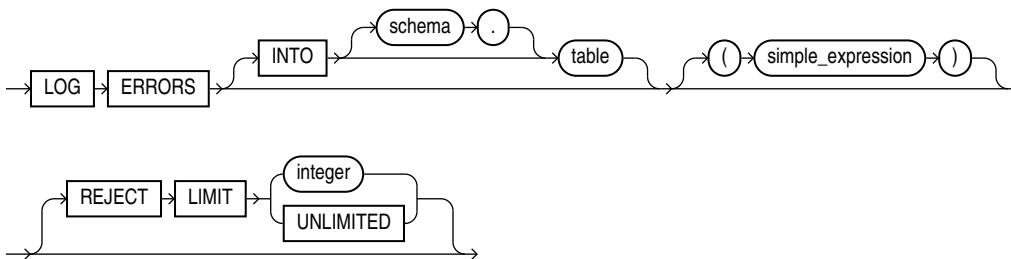 schema .
INTO table ( simple_expression )
LOG ERRORS
integer
REJECT LIMIT
UNLIMITED